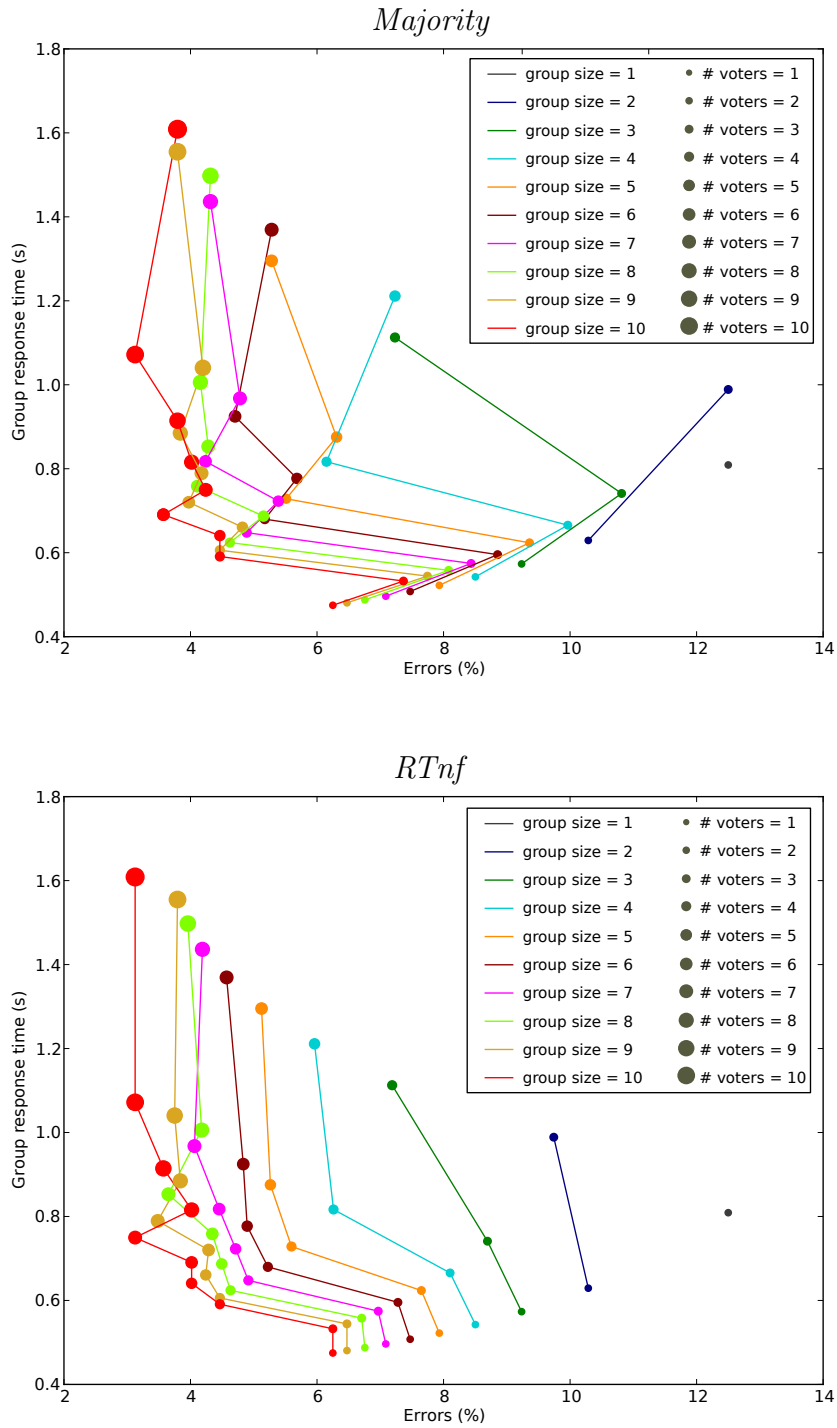 Majority
1.8
1.6
1.4
1.2
1.0
0.8
0.6
0.4
Group response time (s)
group size = 1
group size = 2
group size = 3
group size = 4
group size = 5
group size = 6
group size = 7
group size = 8
group size = 9
group size = 10
# voters = 1
# voters = 2
# voters = 3
# voters = 4
# voters = 5
# voters = 6
# voters = 7
# voters = 8
# voters = 9
# voters = 10
2 4 6 8 10 12 14
Errors (%)
RTnf
1.8
1.6
1.4
1.2
1.0
0.8
0.6
0.4
Group response time (s)
group size = 1
group size = 2
group size = 3
group size = 4
group size = 5
group size = 6
group size = 7
group size = 8
group size = 9
group size = 10
# voters = 1
# voters = 2
# voters = 3
# voters = 4
# voters = 5
# voters = 6
# voters = 7
# voters = 8
# voters = 9
# voters = 10
2 4 6 8 10 12 14
Errors (%)